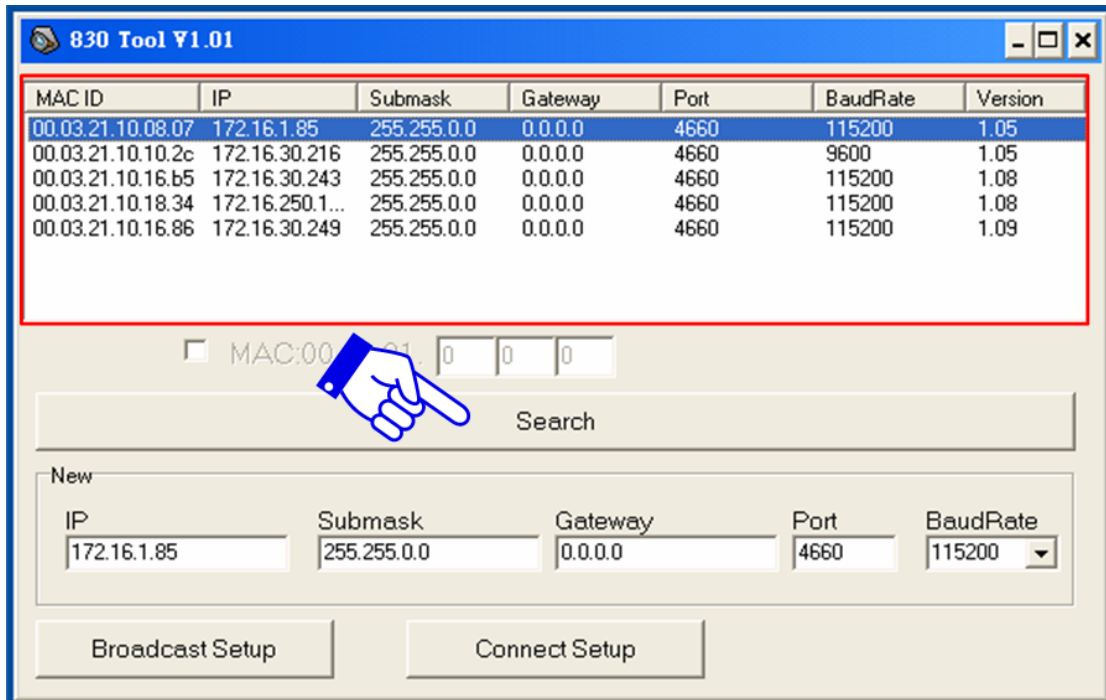 830 Tool V1.01
MAC ID IP Submask Gateway Port BaudRate Version
00.03.21.10.08.07 172.16.1.85 255.255.0.0 0.0.0.0 4660 115200 1.05
00.03.21.10.10.2c 172.16.30.216 255.255.0.0 0.0.0.0 4660 9600 1.05
00.03.21.10.16.b5 172.16.30.243 255.255.0.0 0.0.0.0 4660 115200 1.08
00.03.21.10.18.34 172.16.250.1... 255.255.0.0 0.0.0.0 4660 115200 1.08
00.03.21.10.16.86 172.16.30.249 255.255.0.0 0.0.0.0 4660 115200 1.09
0 0 0
Search
New
IP Submask Gateway Port BaudRate
172.16.1.85 255.255.0.0 0.0.0.0 4660 115200
Broadcast Setup Connect Setup